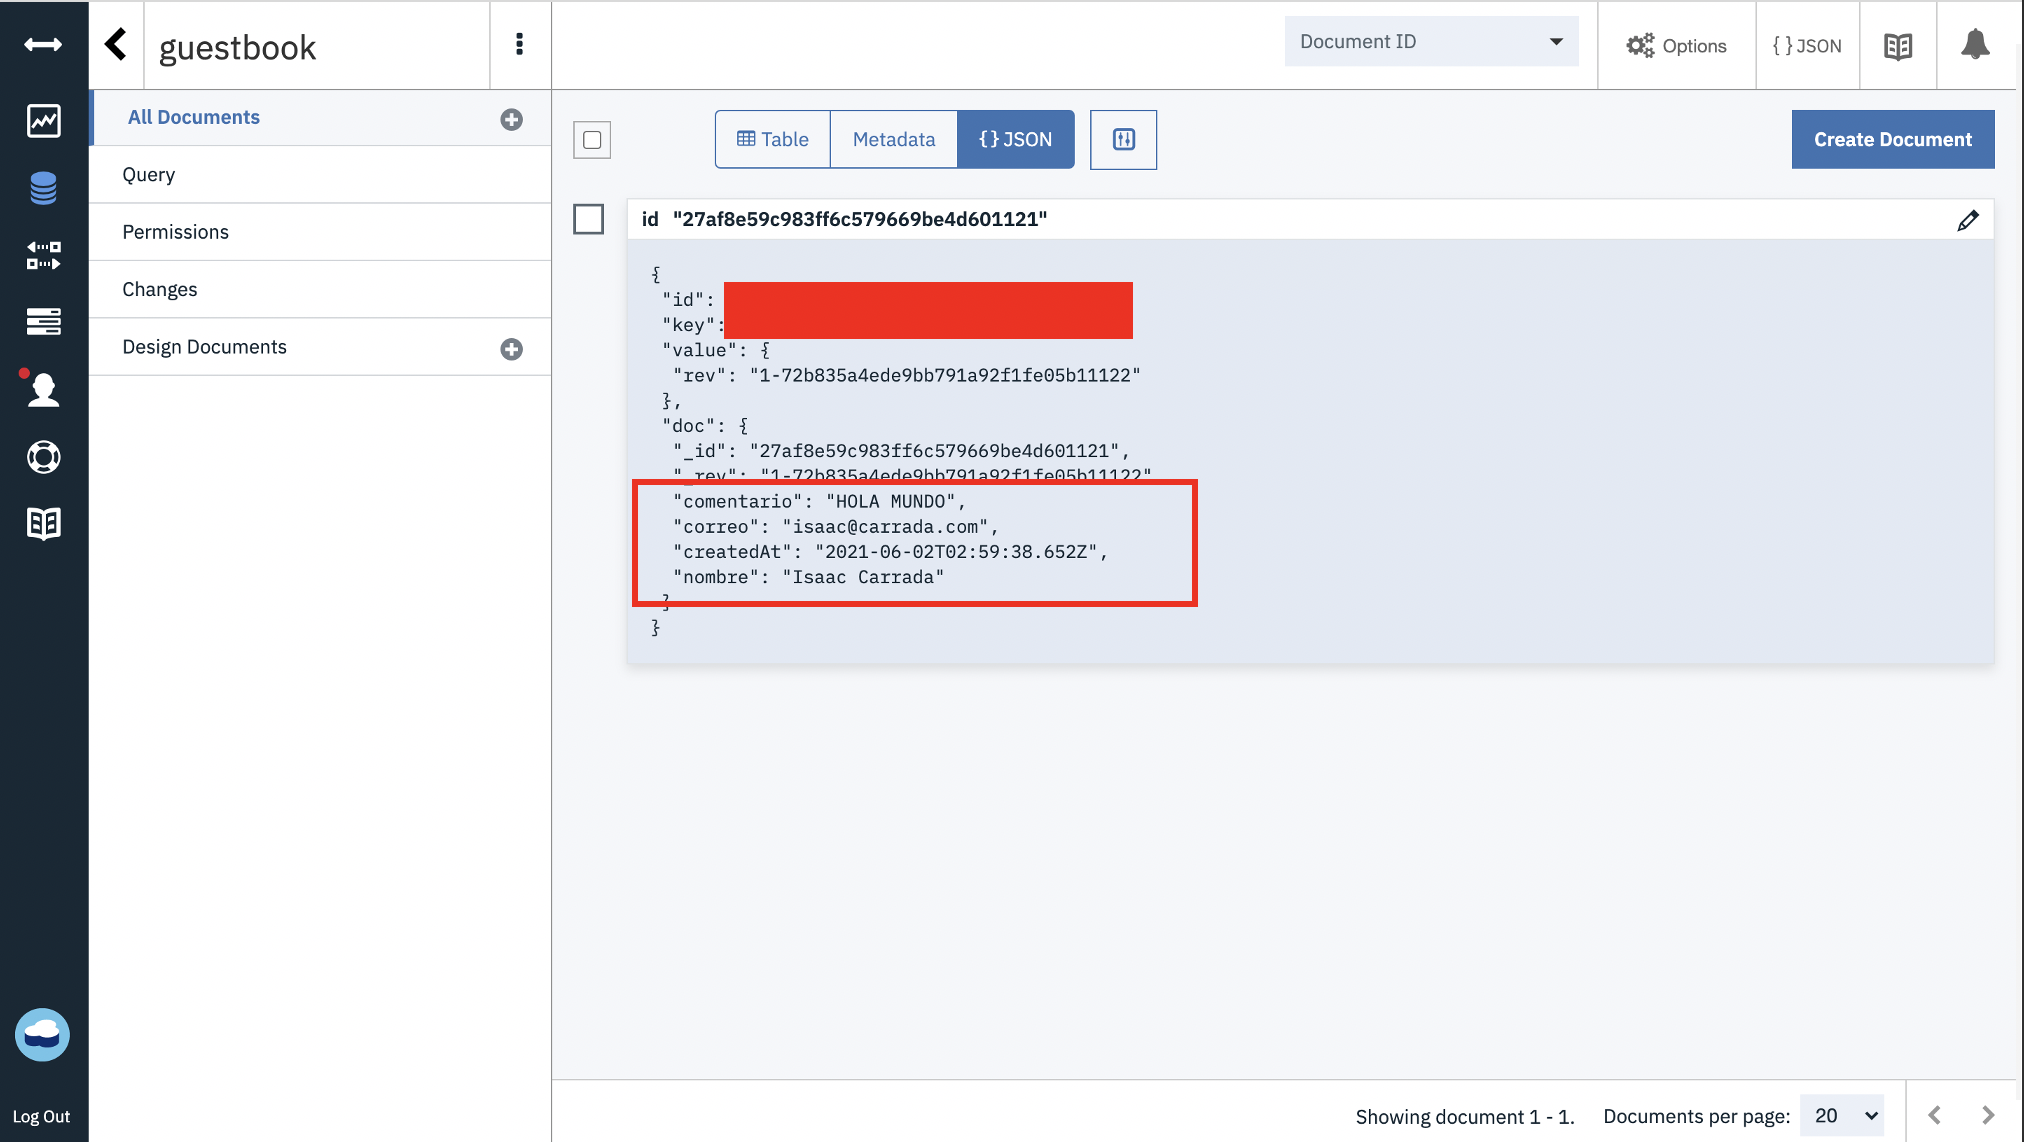 guestbook
Document ID
Options
{ } JSON
All Documents
Query
Permissions
Changes
Design Documents
Table
Metadata
{ } JSON
Create Document
id "27af8e59c983ff6c579669be4d601121"
{
"id":
"key":
"value": {
"rev": "1-72b835a4ede9bb791a92f1fe05b11122"
},
"doc": {
"_id": "27af8e59c983ff6c579669be4d601121",
"_rev": "1-72b835a4ede9bb791a92f1fe05b11122"
"comentario": "HOLA MUNDO",
"correo": "isaac@carrada.com",
"createdAt": "2021-06-02T02:59:38.652Z",
"nombre": "Isaac Carrada"
}
}
Log Out
Showing document 1 - 1.
Documents per page: 20